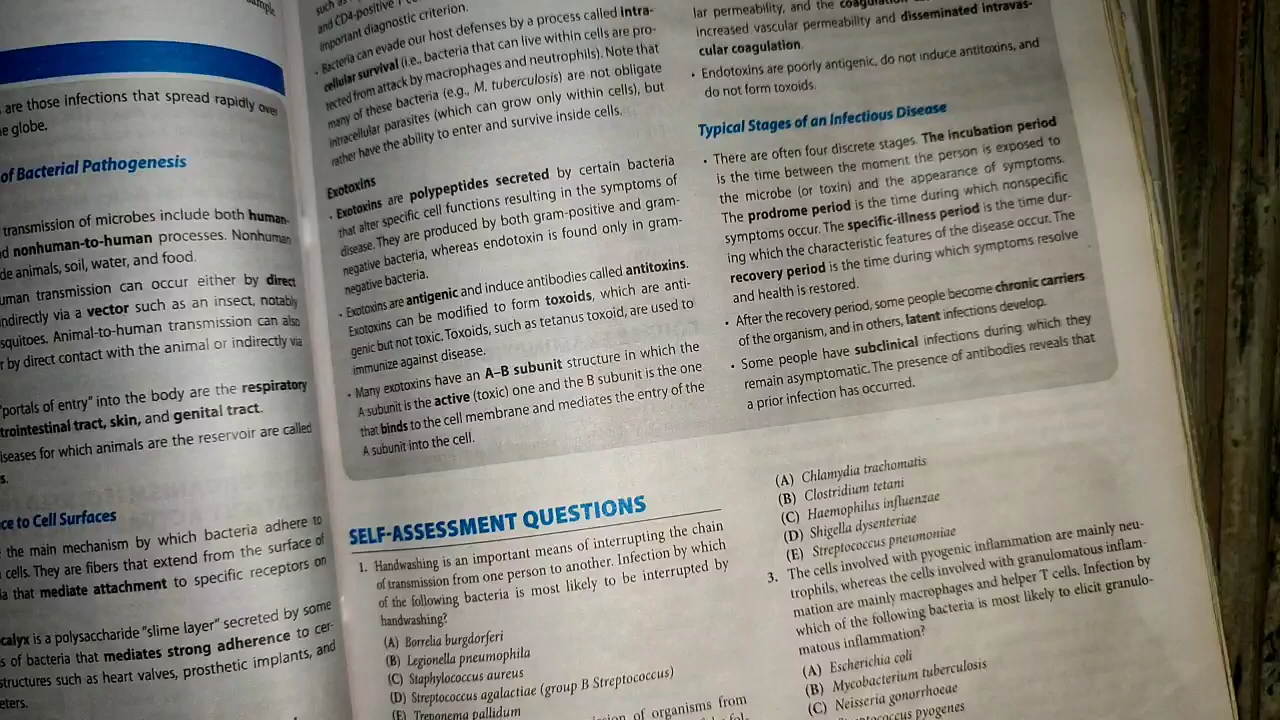 are those infections that spread rapidly over
globe.
of Bacterial Pathogenesis
transmission of microbes include both human-
nonhuman-to-human processes. Nonhuman
animals, soil, water, and food.
transmission can occur either by direct
indirectly via a vector such as an insect, notably
Animal-to-human transmission can also
by direct contact with the animal or indirectly via
"portals of entry" into the body are the respiratory
tract, skin, and genital tract.
for which animals are the reservoir are called
to Cell Surfaces
the main mechanism by which bacteria adhere to
cells. They are fibers that extend from the surface of
that mediate attachment to specific receptors on
is a polysaccharide "slime layer" secreted by some
of bacteria that mediates strong adherence to cer-
structures such as heart valves, prosthetic implants, and
such as
and CD4-positive T
important diagnostic criterion.
• Bacteria can evade our host defenses by a process called intra-
cellular survival (i.e., bacteria that can live within cells are pro-
tected from attack by macrophages and neutrophils). Note that
many of these bacteria (e.g., M. tuberculosis) are not obligate
intracellular parasites (which can grow only within cells), but
rather have the ability to enter and survive inside cells.
Exotoxins
• Exotoxins are polypeptides secreted by certain bacteria
that alter specific cell functions resulting in the symptoms of
disease. They are produced by both gram-positive and gram-
negative bacteria, whereas endotoxin is found only in gram-
negative bacteria.
• Exotoxins are antigenic and induce antibodies called antitoxins.
Exotoxins can be modified to form toxoids, which are anti-
genic but not toxic. Toxoids, such as tetanus toxoid, are used to
immunize against disease.
• Many exotoxins have an A–B subunit structure in which the
A subunit is the active (toxic) one and the B subunit is the one
that binds to the cell membrane and mediates the entry of the
A subunit into the cell.
lar permeability, and the coagulation
increased vascular permeability and disseminated intravas-
cular coagulation.
• Endotoxins are poorly antigenic, do not induce antitoxins, and
do not form toxoids.
Typical Stages of an Infectious Disease
• There are often four discrete stages. The incubation period
is the time between the moment the person is exposed to
the microbe (or toxin) and the appearance of symptoms.
The prodrome period is the time during which nonspecific
symptoms occur. The specific-illness period is the time dur-
ing which the characteristic features of the disease occur. The
recovery period is the time during which symptoms resolve
and health is restored.
• After the recovery period, some people become chronic carriers
of the organism, and in others, latent infections develop.
• Some people have subclinical infections during which they
remain asymptomatic. The presence of antibodies reveals that
a prior infection has occurred.
SELF-ASSESSMENT QUESTIONS
1. Handwashing is an important means of interrupting the chain
of transmission from one person to another. Infection by which
of the following bacteria is most likely to be interrupted by
handwashing?
(A) Borrelia burgdorferi
(B) Legionella pneumophila
(C) Staphylococcus aureus
(D) Streptococcus agalactiae (group B Streptococcus)
(E) Treponema pallidum
of organisms from
(A) Chlamydia trachomatis
(B) Clostridium tetani
(C) Haemophilus influenzae
(D) Shigella dysenteriae
(E) Streptococcus pneumoniae
3. The cells involved with pyogenic inflammation are mainly neu-
trophils, whereas the cells involved with granulomatous inflam-
mation are mainly macrophages and helper T cells. Infection by
which of the following bacteria is most likely to elicit granulo-
matous inflammation?
(A) Escherichia coli
(B) Mycobacterium tuberculosis
(C) Neisseria gonorrhoeae
pyogenes